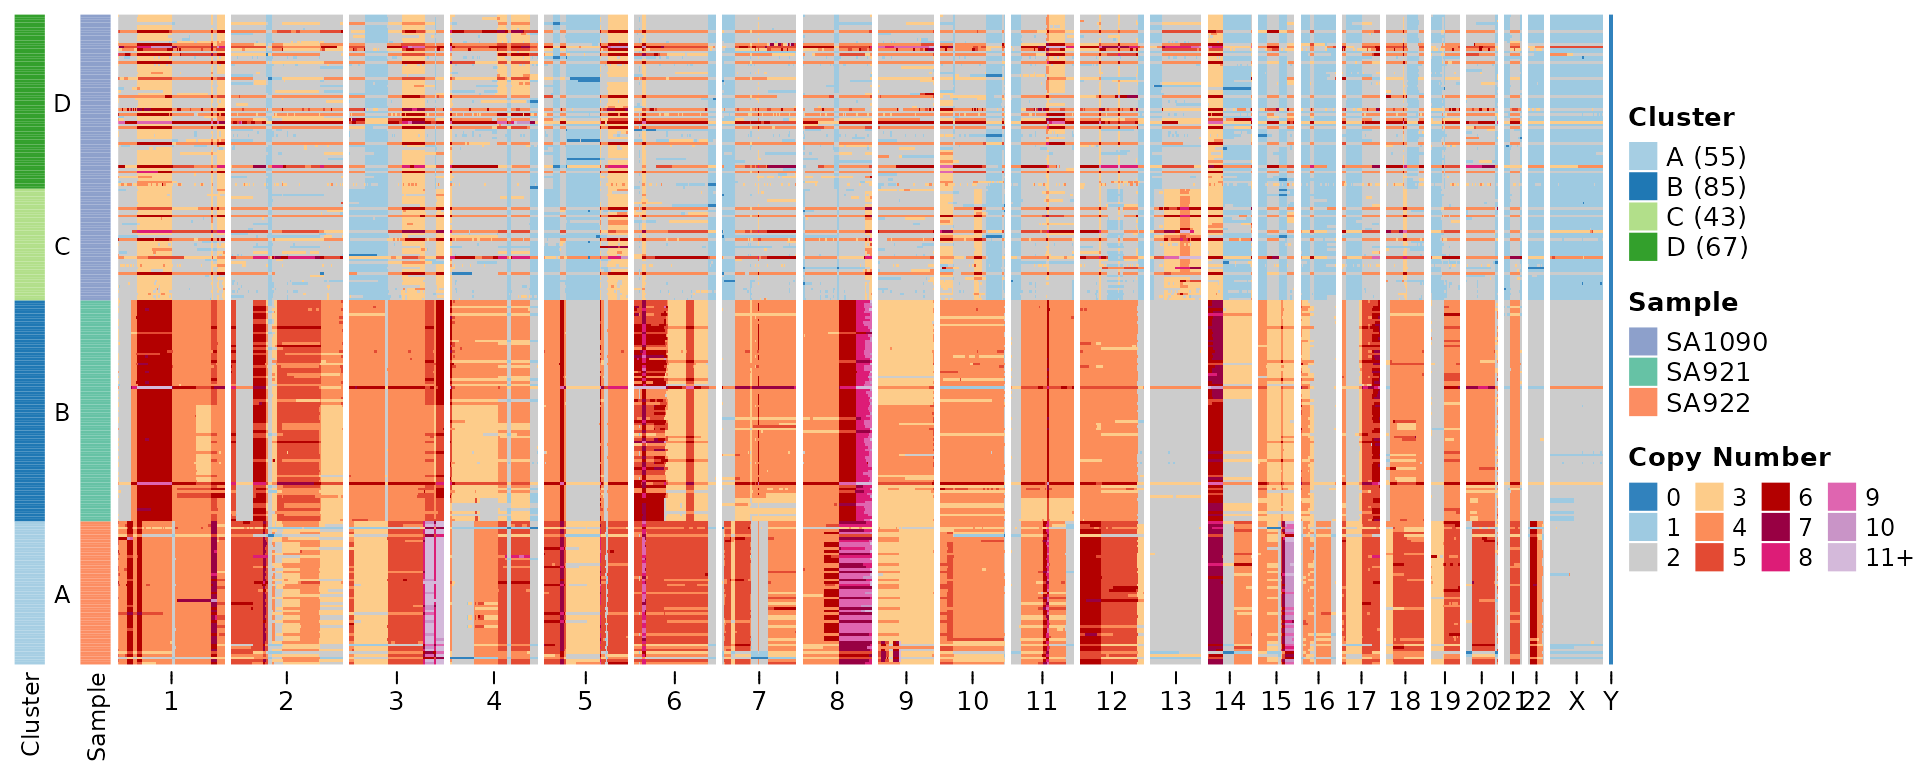 D
C
B
A
Cluster
Sample
1 2 3 4 5 6 7 8 9 10 11 12 13 14 15 16 17 18 19 20 21 22 X Y
Cluster
A (55)
B (85)
C (43)
D (67)
Sample
SA1090
SA921
SA922
Copy Number
0 3 6 9
1 4 7 10
2 5 8 11+